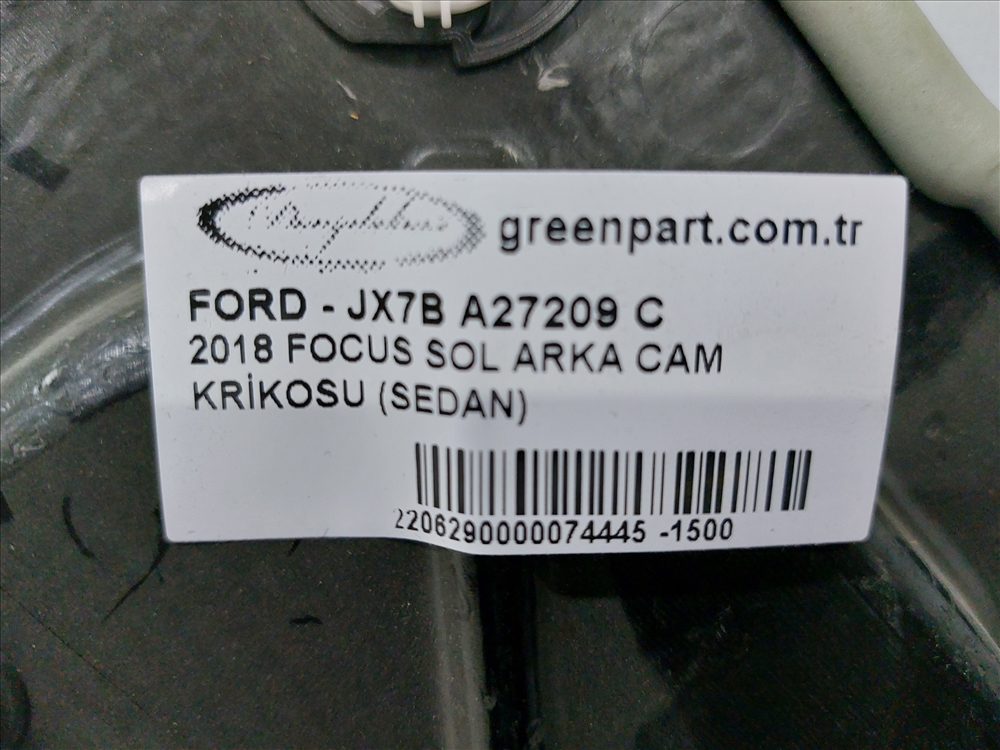 greenpart.com.tr
FORD - JX7B A27209 C
2018 FOCUS SOL ARKA CAM
KRİKOSU (SEDAN)
2206290000074445 -1500